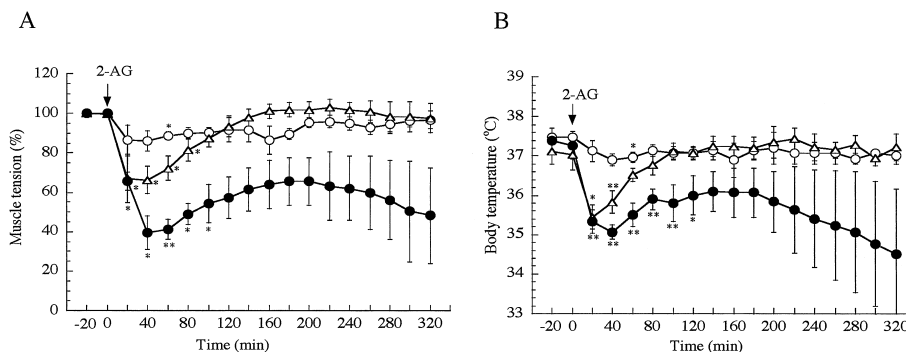 A
B
120
100
80
60
40
20
0
Muscle tension (%)
2-AG
-20 0 40 80 120 160 200 240 280 320
Time (min)
39
38
37
36
35
34
33
Body temperature (°C)
2-AG
-20 0 40 80 120 160 200 240 280 320
Time (min)